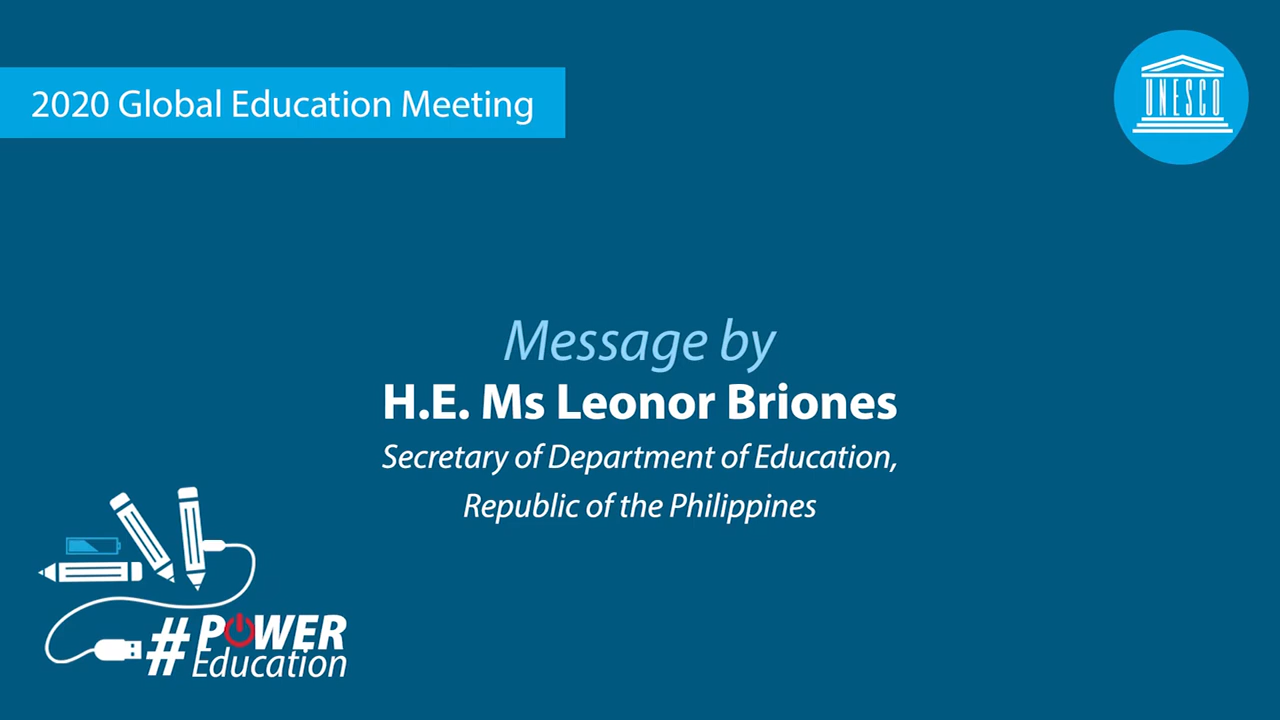 2020 Global Education Meeting
UNESCO
Message by
H.E. Ms Leonor Briones
Secretary of Department of Education,
Republic of the Philippines
#POWER
Education